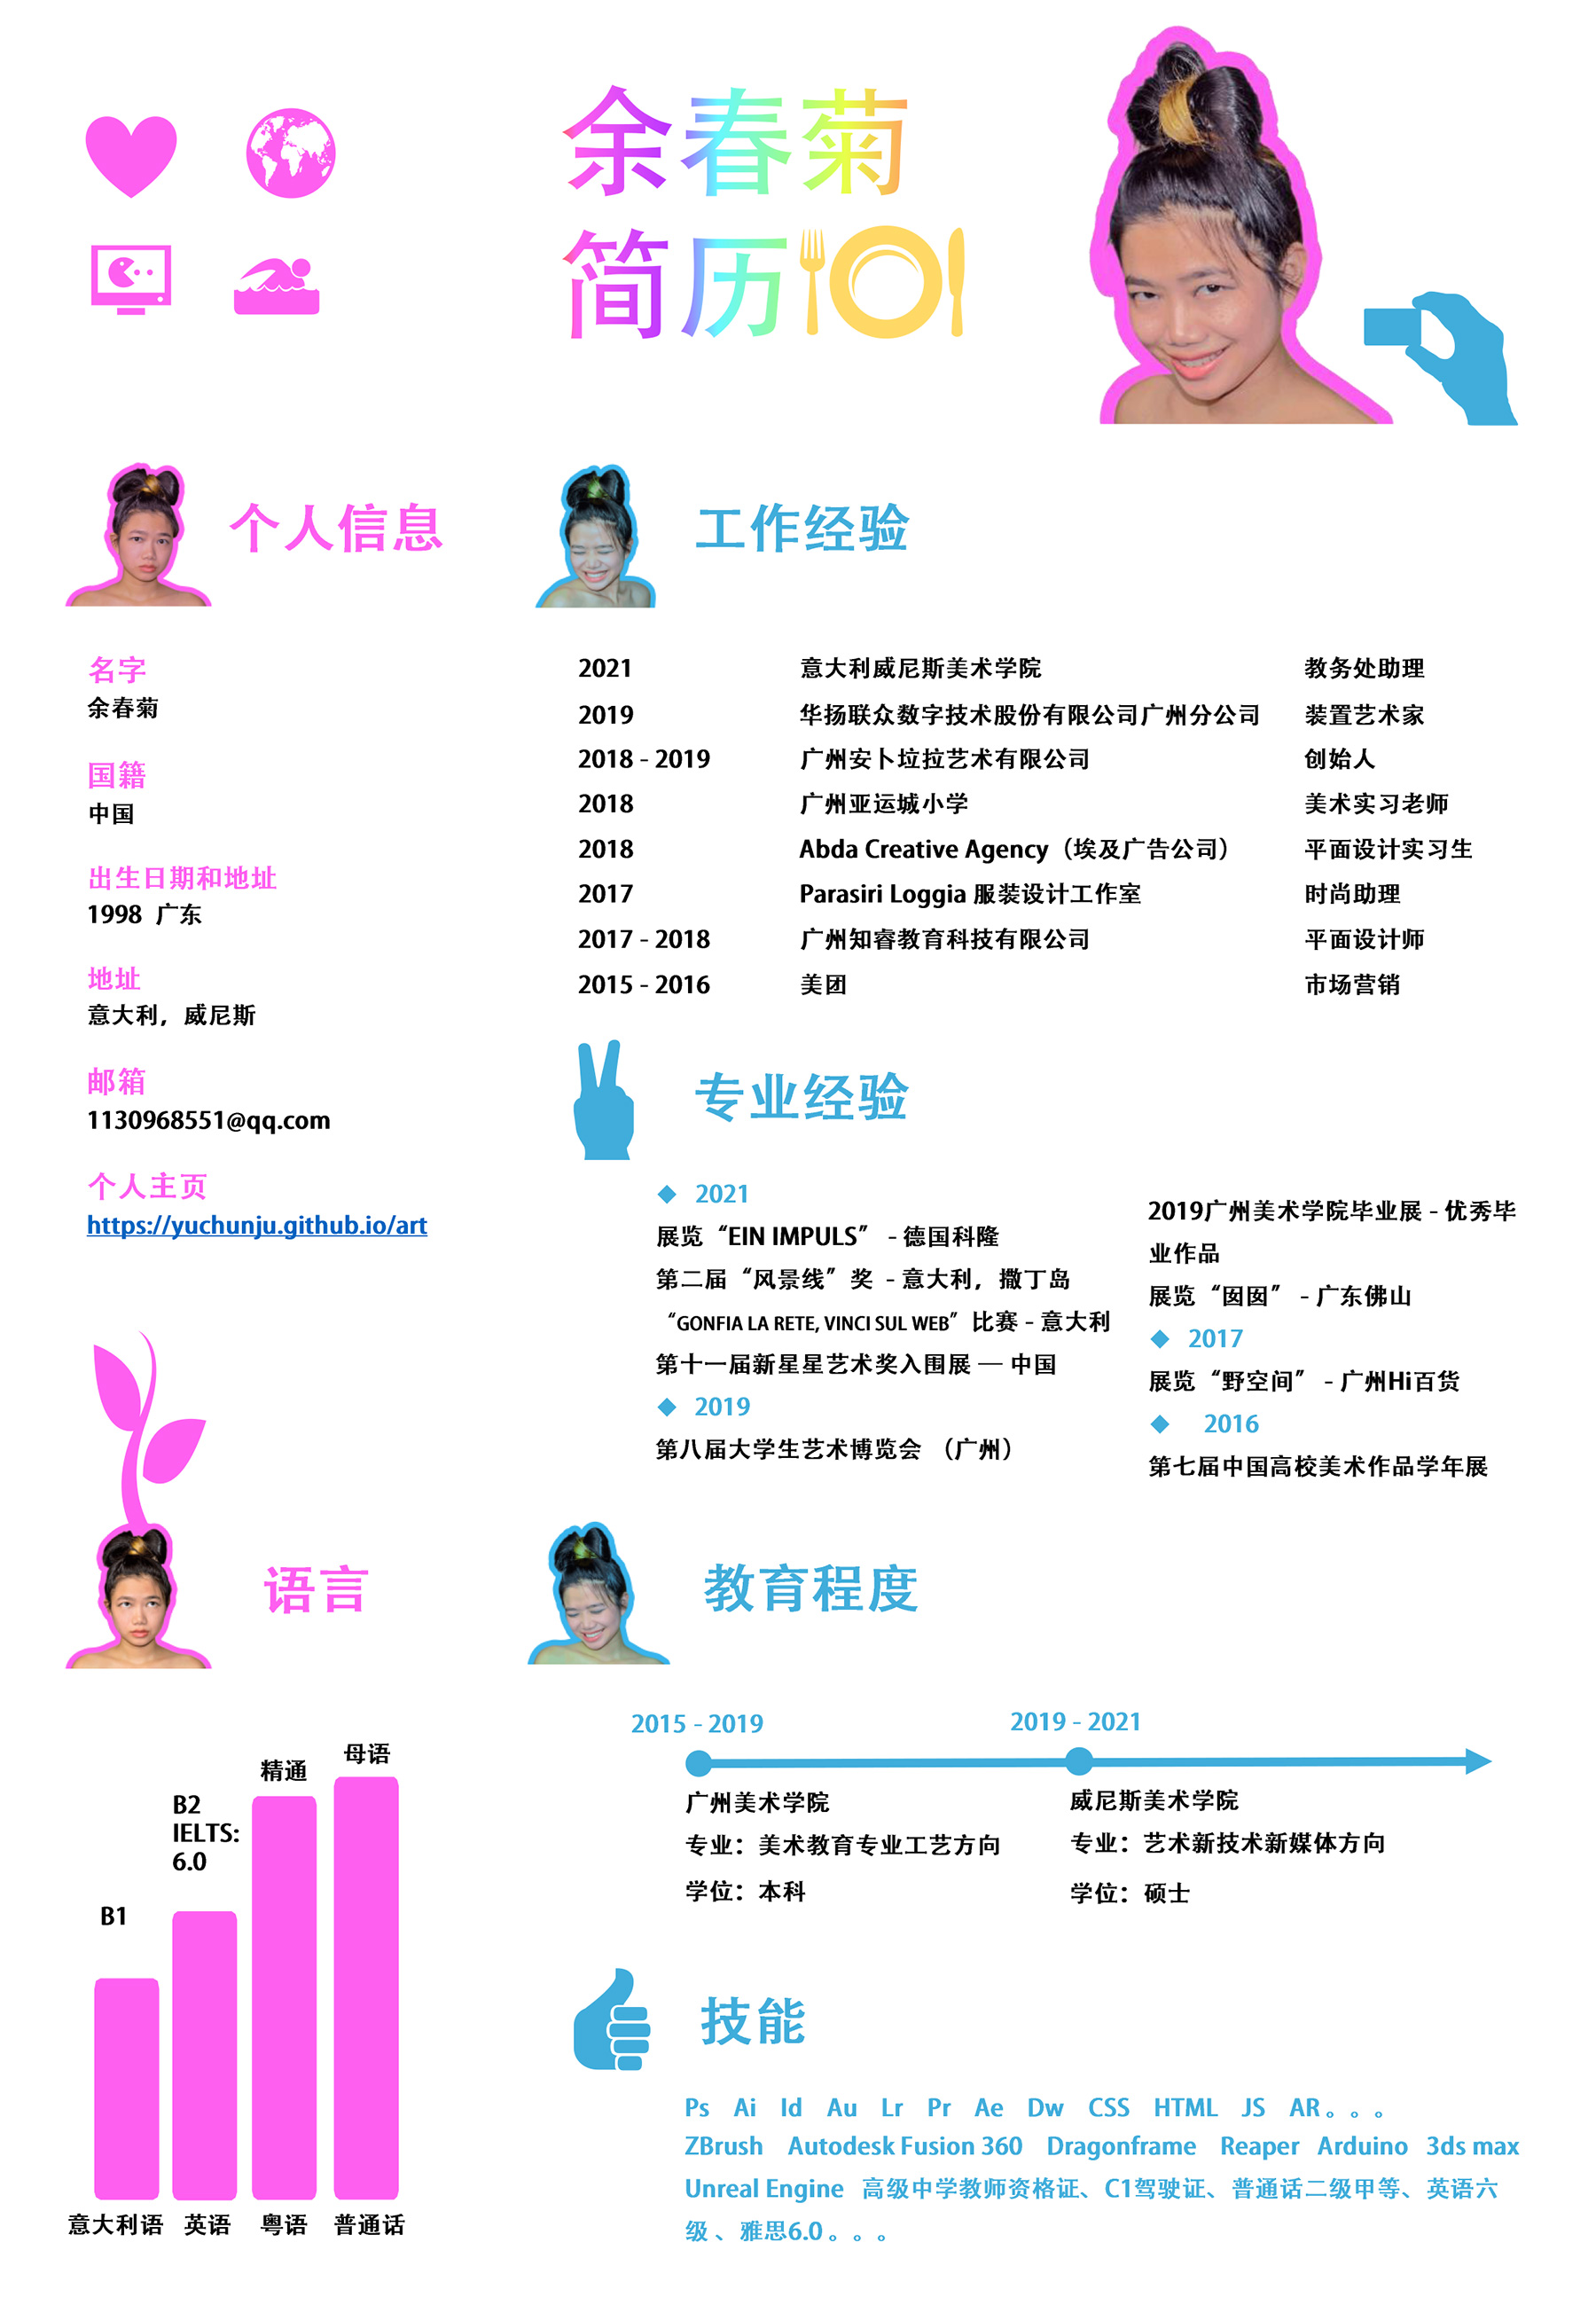 余春菊
简历
个人信息
名字
余春菊
国籍
中国
出生日期和地址
1998 广东
地址
意大利，威尼斯
邮箱
1130968551@qq.com
个人主页
https://yuchunju.github.io/art
工作经验
2021 意大利威尼斯美术学院 教务处助理
2019 华扬联众数字技术股份有限公司广州分公司 装置艺术家
2018 - 2019 广州安卜垃拉艺术有限公司 创始人
2018 广州亚运城小学 美术实习老师
2018 Abda Creative Agency（埃及广告公司） 平面设计实习生
2017 Parasiri Loggia 服装设计工作室 时尚助理
2017 - 2018 广州知睿教育科技有限公司 平面设计师
2015 - 2016 美团 市场营销
专业经验
◆ 2021
展览“EIN IMPULS” - 德国科隆
第二届“风景线”奖 - 意大利，撒丁岛
“GONFIA LA RETE, VINCI SUL WEB”比赛 - 意大利
第十一届新星星艺术奖入围展 — 中国
◆ 2019
第八届大学生艺术博览会 （广州）
2019广州美术学院毕业展 - 优秀毕
业作品
展览“囡囡” - 广东佛山
◆ 2017
展览“野空间” - 广州Hi百货
◆ 2016
第七届中国高校美术作品学年展
语言
母语
精通
B2
IELTS:
6.0
B1
意大利语 英语 粤语 普通话
教育程度
2015 - 2019
广州美术学院
专业：美术教育专业工艺方向
学位：本科
2019 - 2021
威尼斯美术学院
专业：艺术新技术新媒体方向
学位：硕士
技能
Ps Ai Id Au Lr Pr Ae Dw CSS HTML JS AR。。。
ZBrush Autodesk Fusion 360 Dragonframe Reaper Arduino 3ds max
Unreal Engine 高级中学教师资格证、C1驾驶证、普通话二级甲等、英语六
级 、雅思6.0 。。。